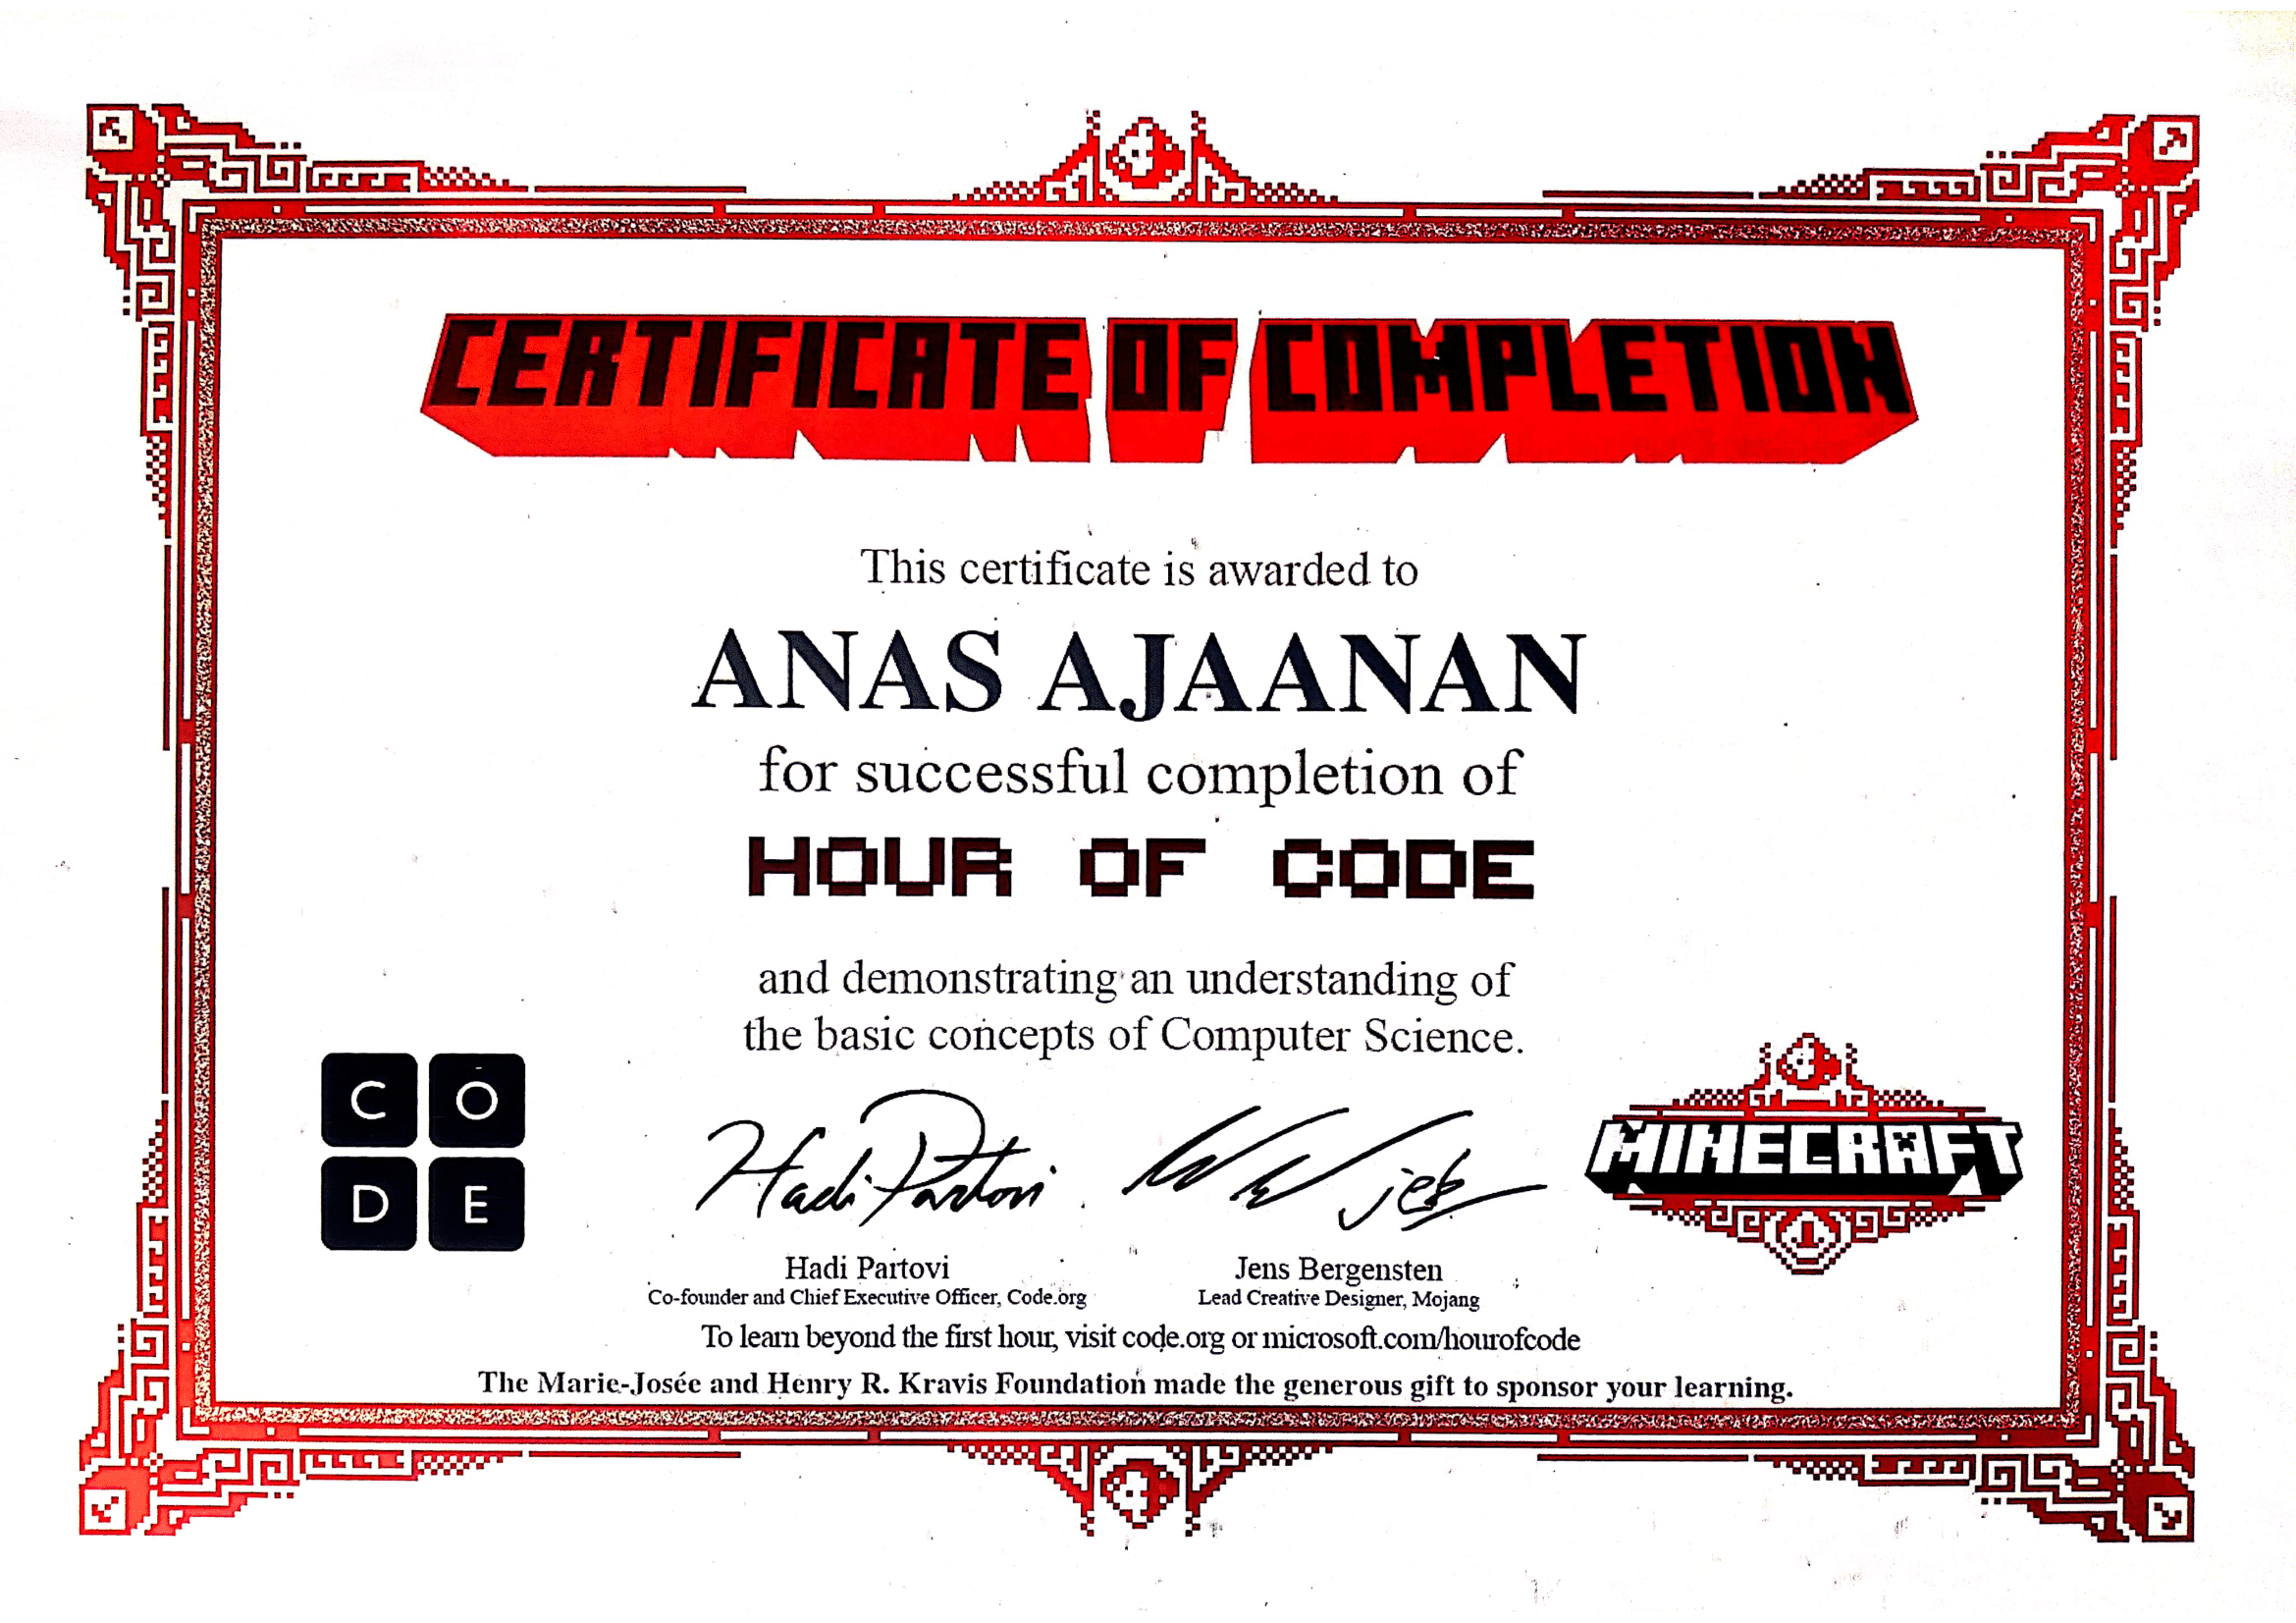 CERTIFICATE OF COMPLETION
This certificate is awarded to
ANAS AJAANAN
for successful completion of
HOUR OF CODE
and demonstrating an understanding of
the basic concepts of Computer Science.
C O
D E
Hadi Partovi
jeb
MINECRAFT
Hadi Partovi
Co-founder and Chief Executive Officer, Code.org
Jens Bergensten
Lead Creative Designer, Mojang
To learn beyond the first hour, visit code.org or microsoft.com/hourofcode
The Marie-Josée and Henry R. Kravis Foundation made the generous gift to sponsor your learning.